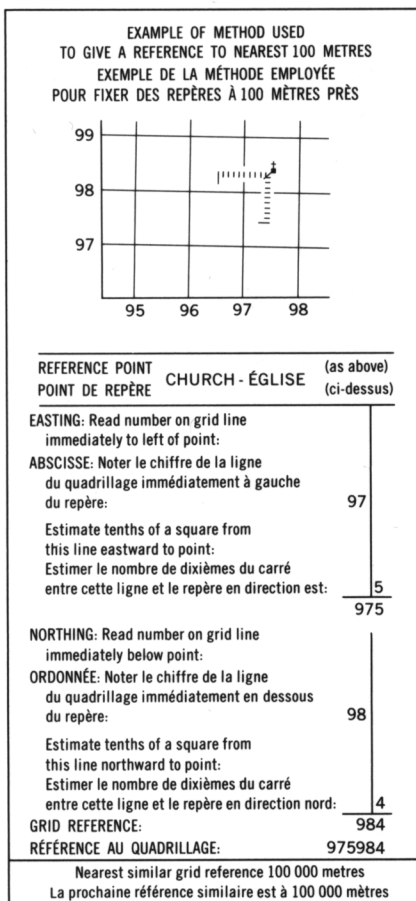 EXAMPLE OF METHOD USED
TO GIVE A REFERENCE TO NEAREST 100 METRES
EXEMPLE DE LA MÉTHODE EMPLOYÉE
POUR FIXER DES REPÈRES À 100 MÈTRES PRÈS
99
98
97
95 96 97 98
REFERENCE POINT
POINT DE REPÈRE
CHURCH - ÉGLISE
(as above)
(ci-dessus)
EASTING: Read number on grid line
immediately to left of point:
ABSCISSE: Noter le chiffre de la ligne
du quadrillage immédiatement à gauche
du repère: 97
Estimate tenths of a square from
this line eastward to point:
Estimer le nombre de dixièmes du carré
entre cette ligne et le repère en direction est: 5
975
NORTHING: Read number on grid line
immediately below point:
ORDONNÉE: Noter le chiffre de la ligne
du quadrillage immédiatement en dessous
du repère: 98
Estimate tenths of a square from
this line northward to point:
Estimer le nombre de dixièmes du carré
entre cette ligne et le repère en direction nord: 4
GRID REFERENCE: 984
RÉFÉRENCE AU QUADRILLAGE: 975984
Nearest similar grid reference 100 000 metres
La prochaine référence similaire est à 100 000 mètres